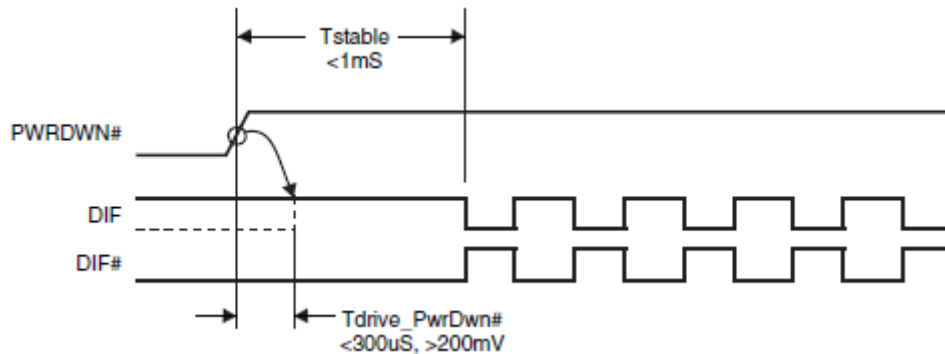 Tstable
<1mS
PWRDWN#
DIF
DIF#
Tdrive_PwrDwn#
<300uS, >200mV